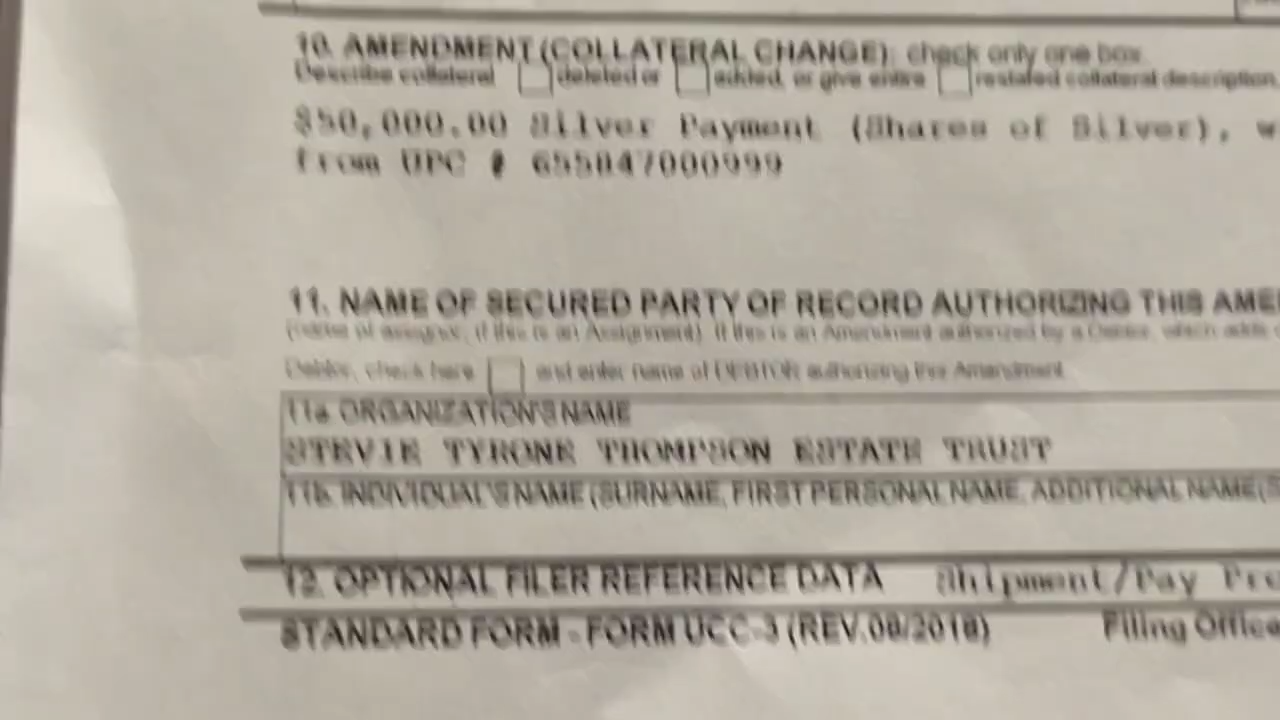 10. AMENDMENT (COLLATERAL CHANGE): check only one box.
Describe collateral deleted or added, or give entire restated collateral description,
$50,000.00 Silver Payment (Shares of Silver), w
from UPC # 655847000999
11. NAME OF SECURED PARTY OF RECORD AUTHORIZING THIS AME
(name of assignor, if this is an Assignment). If this is an Amendment authorized by a Debtor, which adds
Debtor, check here and enter name of DEBTOR authorizing this Amendment.
11a. ORGANIZATION'S NAME
STEVIE TYRONE THOMPSON ESTATE TRUST
11b. INDIVIDUAL'S NAME (SURNAME, FIRST PERSONAL NAME, ADDITIONAL NAME(S
12. OPTIONAL FILER REFERENCE DATA Shipment/Pay Pre
STANDARD FORM - FORM UCC-3 (REV.08/2018) Filing Office